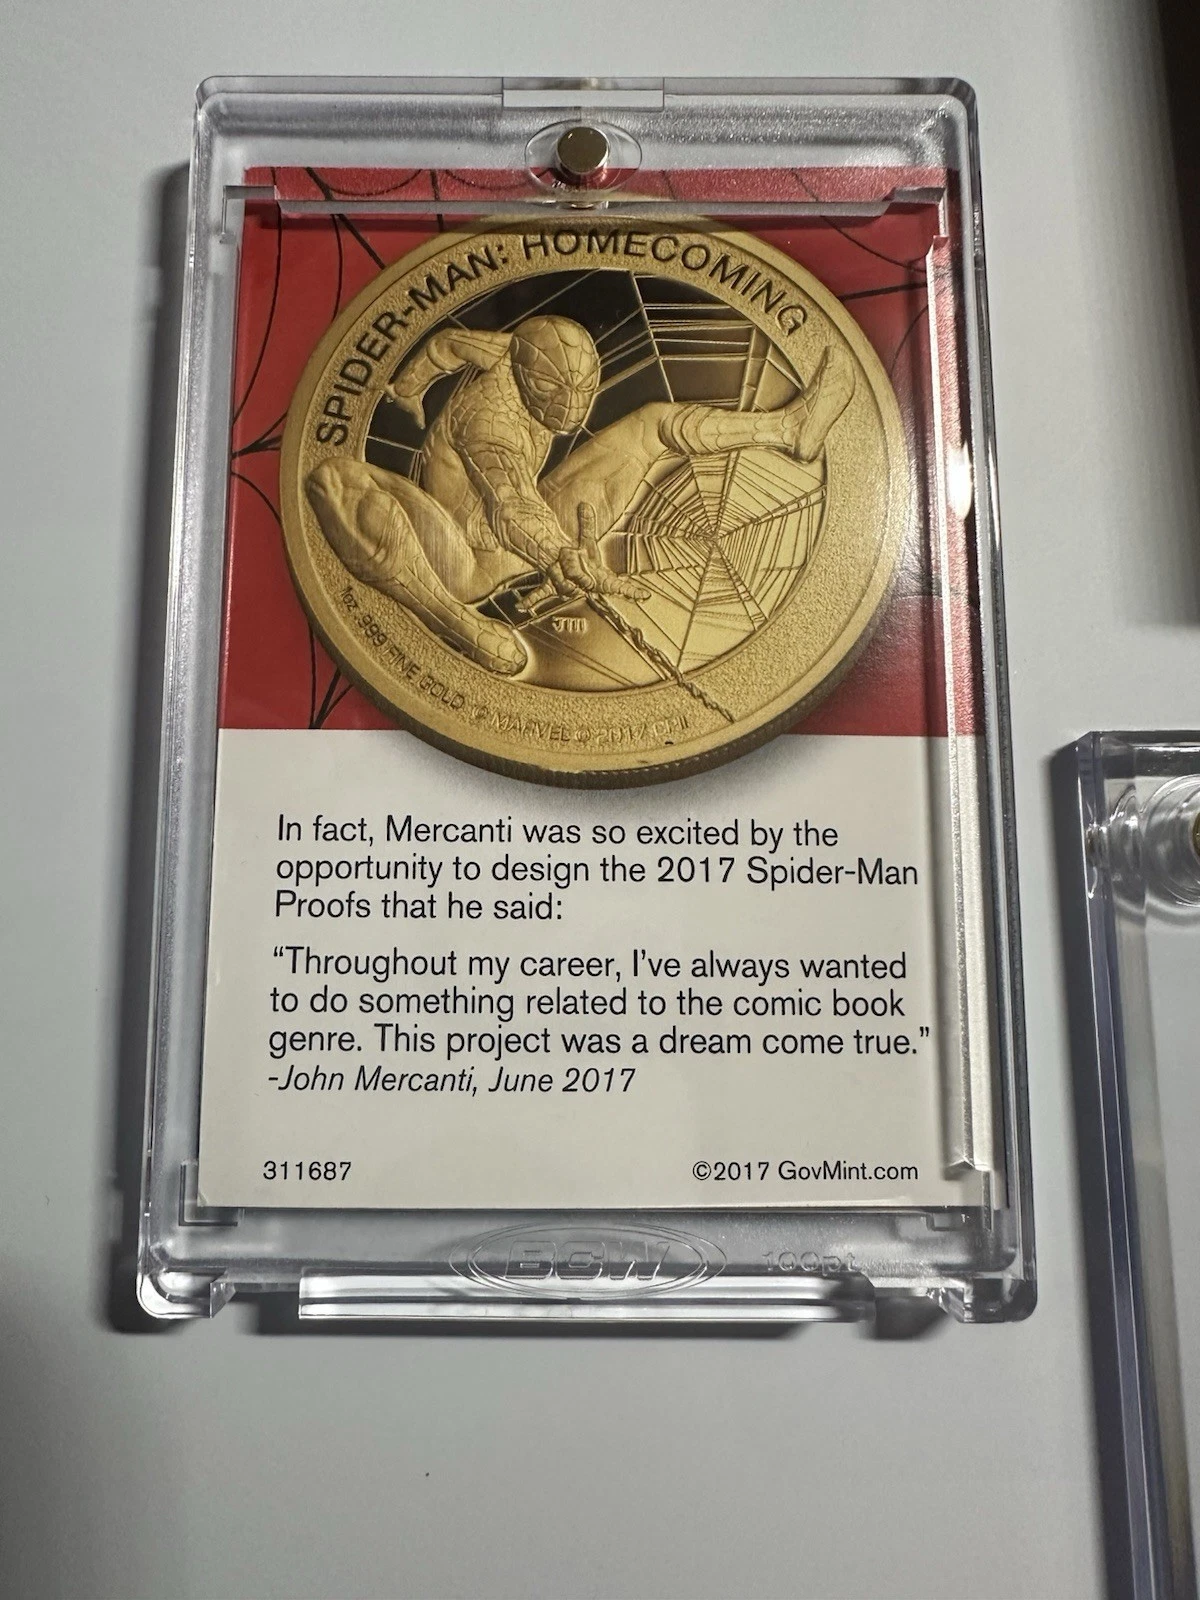 SPIDER-MAN: HOMECOMING
JM
1oz .999 FINE GOLD © MARVEL © 2017 CPII
In fact, Mercanti was so excited by the
opportunity to design the 2017 Spider-Man
Proofs that he said:
“Throughout my career, I’ve always wanted
to do something related to the comic book
genre. This project was a dream come true.”
-John Mercanti, June 2017
311687
©2017 GovMint.com
BCW
100pt